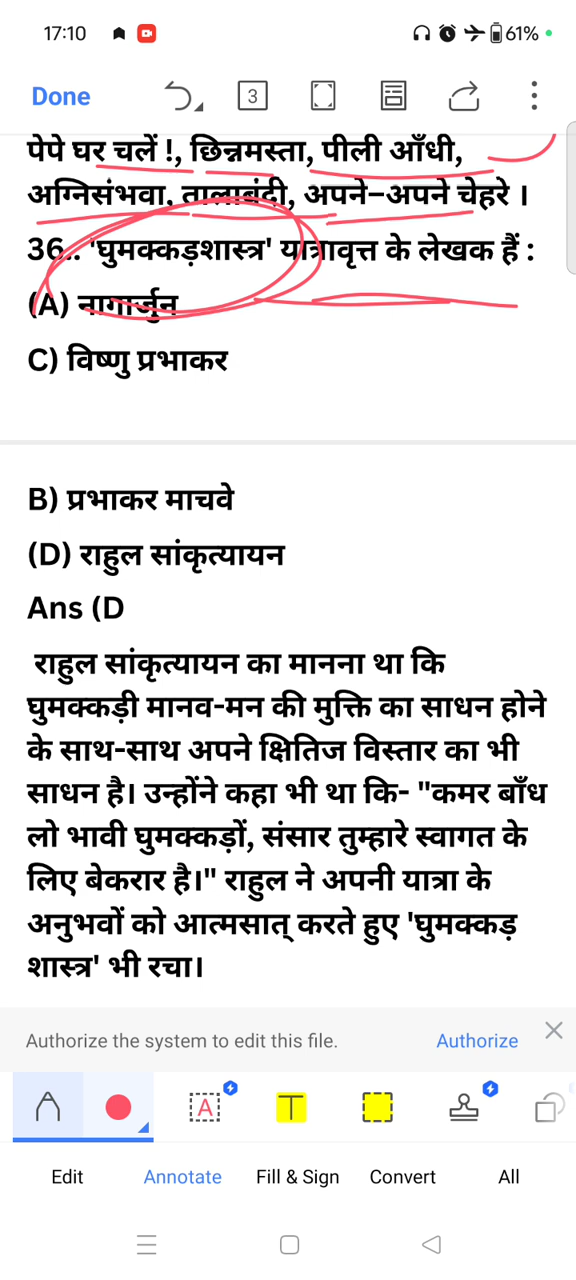 17:10
61%
Done
3
पेपे घर चलें !, छिन्नमस्ता, पीली आँधी,
अग्निसंभवा, तालाबंदी, अपने-अपने चेहरे ।
36.. 'घुमक्कड़शास्त्र' यात्रावृत्त के लेखक हैं :
(A) नागार्जुन
C) विष्णु प्रभाकर
B) प्रभाकर माचवे
(D) राहुल सांकृत्यायन
Ans (D
राहुल सांकृत्यायन का मानना था कि
घुमक्कड़ी मानव-मन की मुक्ति का साधन होने
के साथ-साथ अपने क्षितिज विस्तार का भी
साधन है। उन्होंने कहा भी था कि- "कमर बाँध
लो भावी घुमक्कड़ों, संसार तुम्हारे स्वागत के
लिए बेकरार है।" राहुल ने अपनी यात्रा के
अनुभवों को आत्मसात् करते हुए 'घुमक्कड़
शास्त्र' भी रचा।
Authorize the system to edit this file.
Authorize
A
T
Edit
Annotate
Fill & Sign
Convert
All